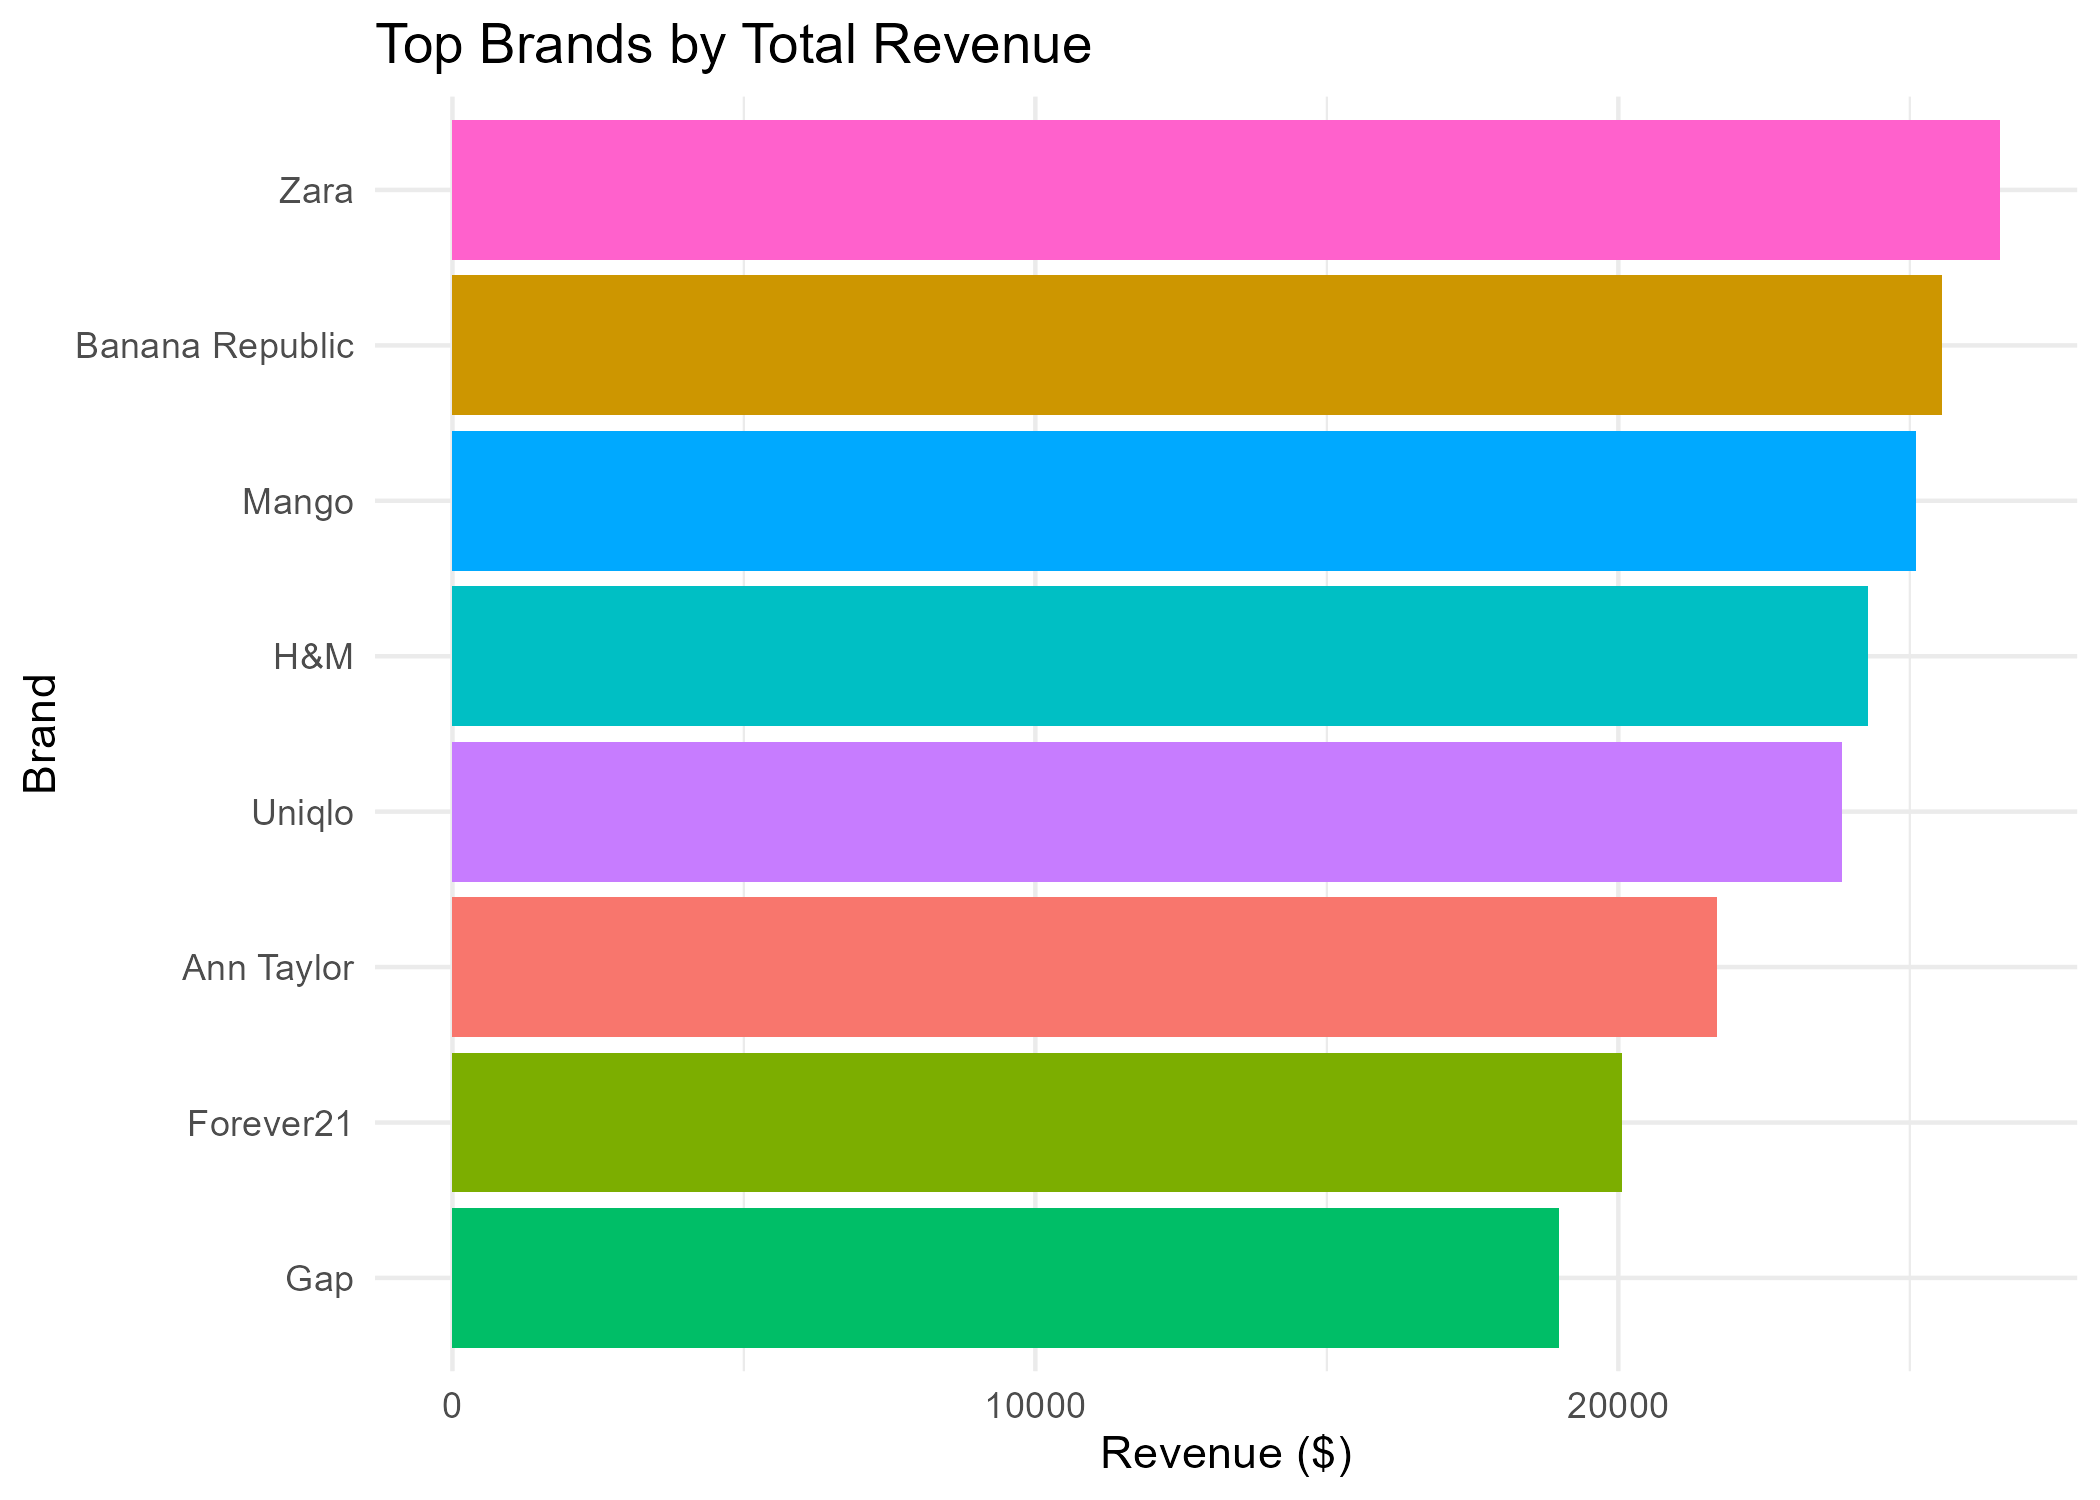 Top Brands by Total Revenue
Brand
Zara
Banana Republic
Mango
H&M
Uniqlo
Ann Taylor
Forever21
Gap
0 10000 20000
Revenue ($)